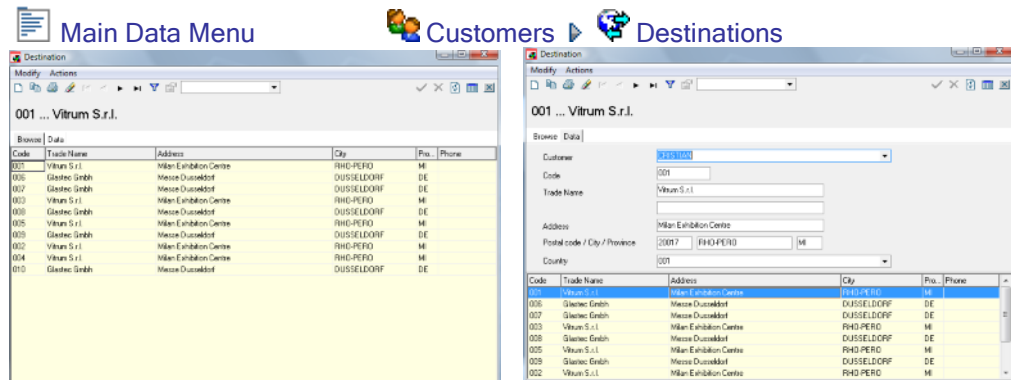 Main Data Menu Customers Destinations
Destination
Modify Actions
001 ... Vitrum S.r.l.
Browse Data
Code Trade Name Address City Pro... Phone
001 Vitrum S.r.l. Milan Exhibition Centre RHO-PERO MI
006 Glastec Gmbh Messe Dusseldorf DUSSELDORF DE
007 Glastec Gmbh Messe Dusseldorf DUSSELDORF DE
003 Vitrum S.r.l. Milan Exhibition Centre RHO-PERO MI
008 Glastec Gmbh Messe Dusseldorf DUSSELDORF DE
005 Vitrum S.r.l. Milan Exhibition Centre RHO-PERO MI
009 Glastec Gmbh Messe Dusseldorf DUSSELDORF DE
002 Vitrum S.r.l. Milan Exhibition Centre RHO-PERO MI
004 Vitrum S.r.l. Milan Exhibition Centre RHO-PERO MI
010 Glastec Gmbh Messe Dusseldorf DUSSELDORF DE
Destination
Modify Actions
001 ... Vitrum S.r.l.
Browse Data
Customer CRISTIAN
Code 001
Trade Name Vitrum S.r.l.
Address Milan Exhibition Centre
Postal code / City / Province 20017 RHO-PERO MI
Country 001
Code Trade Name Address City Pro... Phone
001 Vitrum S.r.l. Milan Exhibition Centre RHO-PERO MI
006 Glastec Gmbh Messe Dusseldorf DUSSELDORF DE
007 Glastec Gmbh Messe Dusseldorf DUSSELDORF DE
003 Vitrum S.r.l. Milan Exhibition Centre RHO-PERO MI
008 Glastec Gmbh Messe Dusseldorf DUSSELDORF DE
005 Vitrum S.r.l. Milan Exhibition Centre RHO-PERO MI
009 Glastec Gmbh Messe Dusseldorf DUSSELDORF DE
002 Vitrum S.r.l. Milan Exhibition Centre RHO-PERO MI